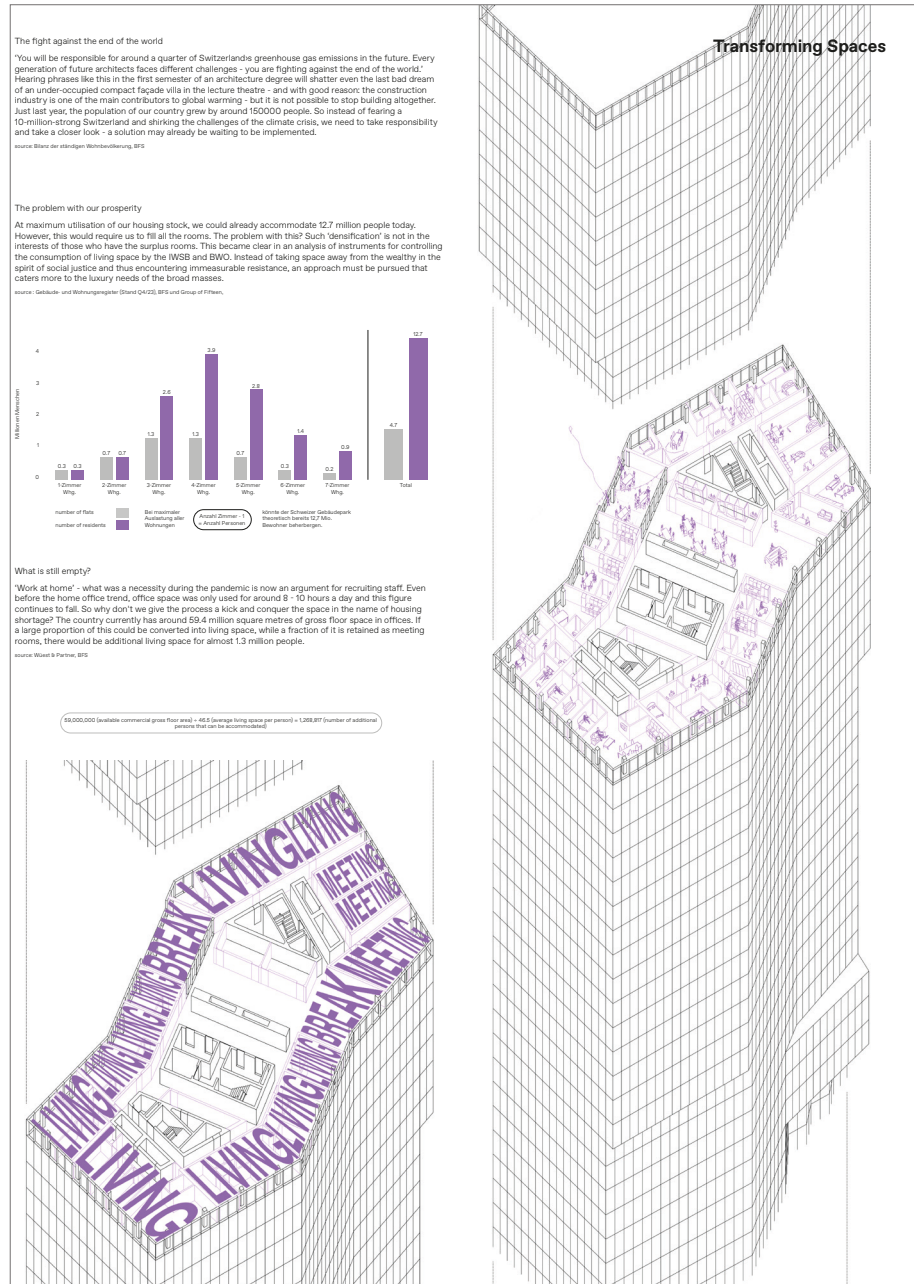 Transforming Spaces
The fight against the end of the world
'You will be responsible for around a quarter of Switzerland›s greenhouse gas emissions in the future. Every
generation of future architects faces different challenges - you are fighting against the end of the world.'
Hearing phrases like this in the first semester of an architecture degree will shatter even the last bad dream
of an under-occupied compact façade villa in the lecture theatre - and with good reason: the construction
industry is one of the main contributors to global warming - but it is not possible to stop building altogether.
Just last year, the population of our country grew by around 150000 people. So instead of fearing a
10-million-strong Switzerland and shirking the challenges of the climate crisis, we need to take responsibility
and take a closer look - a solution may already be waiting to be implemented.
source: Bilanz der ständigen Wohnbevölkerung, BFS
The problem with our prosperity
At maximum utilisation of our housing stock, we could already accommodate 12.7 million people today.
However, this would require us to fill all the rooms. The problem with this? Such 'densification' is not in the
interests of those who have the surplus rooms. This became clear in an analysis of instruments for controlling
the consumption of living space by the IWSB and BWO. Instead of taking space away from the wealthy in the
spirit of social justice and thus encountering immeasurable resistance, an approach must be pursued that
caters more to the luxury needs of the broad masses.
source : Gebäude- und Wohnungsregister (Stand Q4/23), BFS und Group of Fifteen,
Millionen Menschen
4
3
2
1
0
0.3 0.3
0.7 0.7
1.3 2.6
1.3 3.9
0.7 2.8
0.3 1.4
0.2 0.9
4.7 12.7
1-Zimmer Whg.
2-Zimmer Whg.
3-Zimmer Whg.
4-Zimmer Whg.
5-Zimmer Whg.
6-Zimmer Whg.
7-Zimmer Whg.
Total
number of flats
number of residents
Bei maximaler
Auslastung aller
Wohnungen
Anzahl Zimmer - 1
= Anzahl Personen
könnte der Schweizer Gebäudepark
theoretisch bereits 12,7 Mio.
Bewohner beherbergen.
What is still empty?
'Work at home' - what was a necessity during the pandemic is now an argument for recruiting staff. Even
before the home office trend, office space was only used for around 8 - 10 hours a day and this figure
continues to fall. So why don't we give the process a kick and conquer the space in the name of housing
shortage? The country currently has around 59.4 million square metres of gross floor space in offices. If
a large proportion of this could be converted into living space, while a fraction of it is retained as meeting
rooms, there would be additional living space for almost 1.3 million people.
source: Wüest & Partner, BFS
59,000,000 (available commercial gross floor area) ÷ 46.5 (average living space per person) = 1,268,817 (number of additional
persons that can be accommodated)
LIVING
LIVING
MEETING
MEETING
MEETING
BREAK
BREAK
LIVING
LIVING
LIVING
LIVING
LIVING
LIVING
LIVING
LIVING
LIVING
LIVING